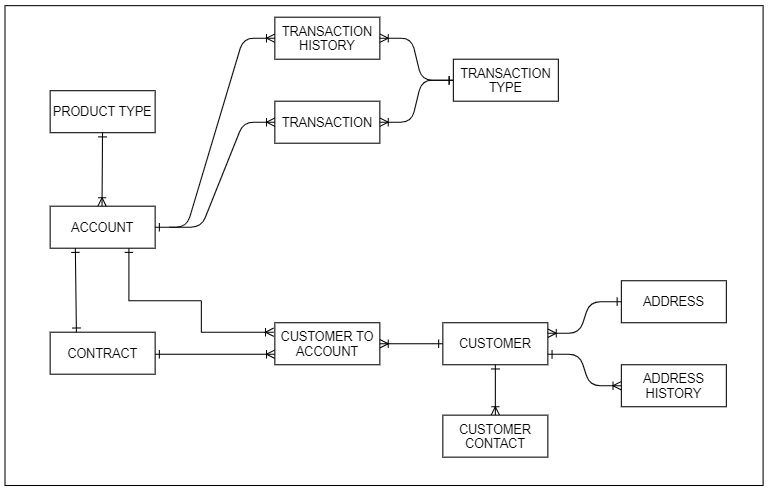 TRANSACTION
HISTORY
TRANSACTION
TYPE
PRODUCT TYPE
TRANSACTION
ACCOUNT
ADDRESS
CONTRACT
CUSTOMER TO
ACCOUNT
CUSTOMER
ADDRESS
HISTORY
CUSTOMER
CONTACT